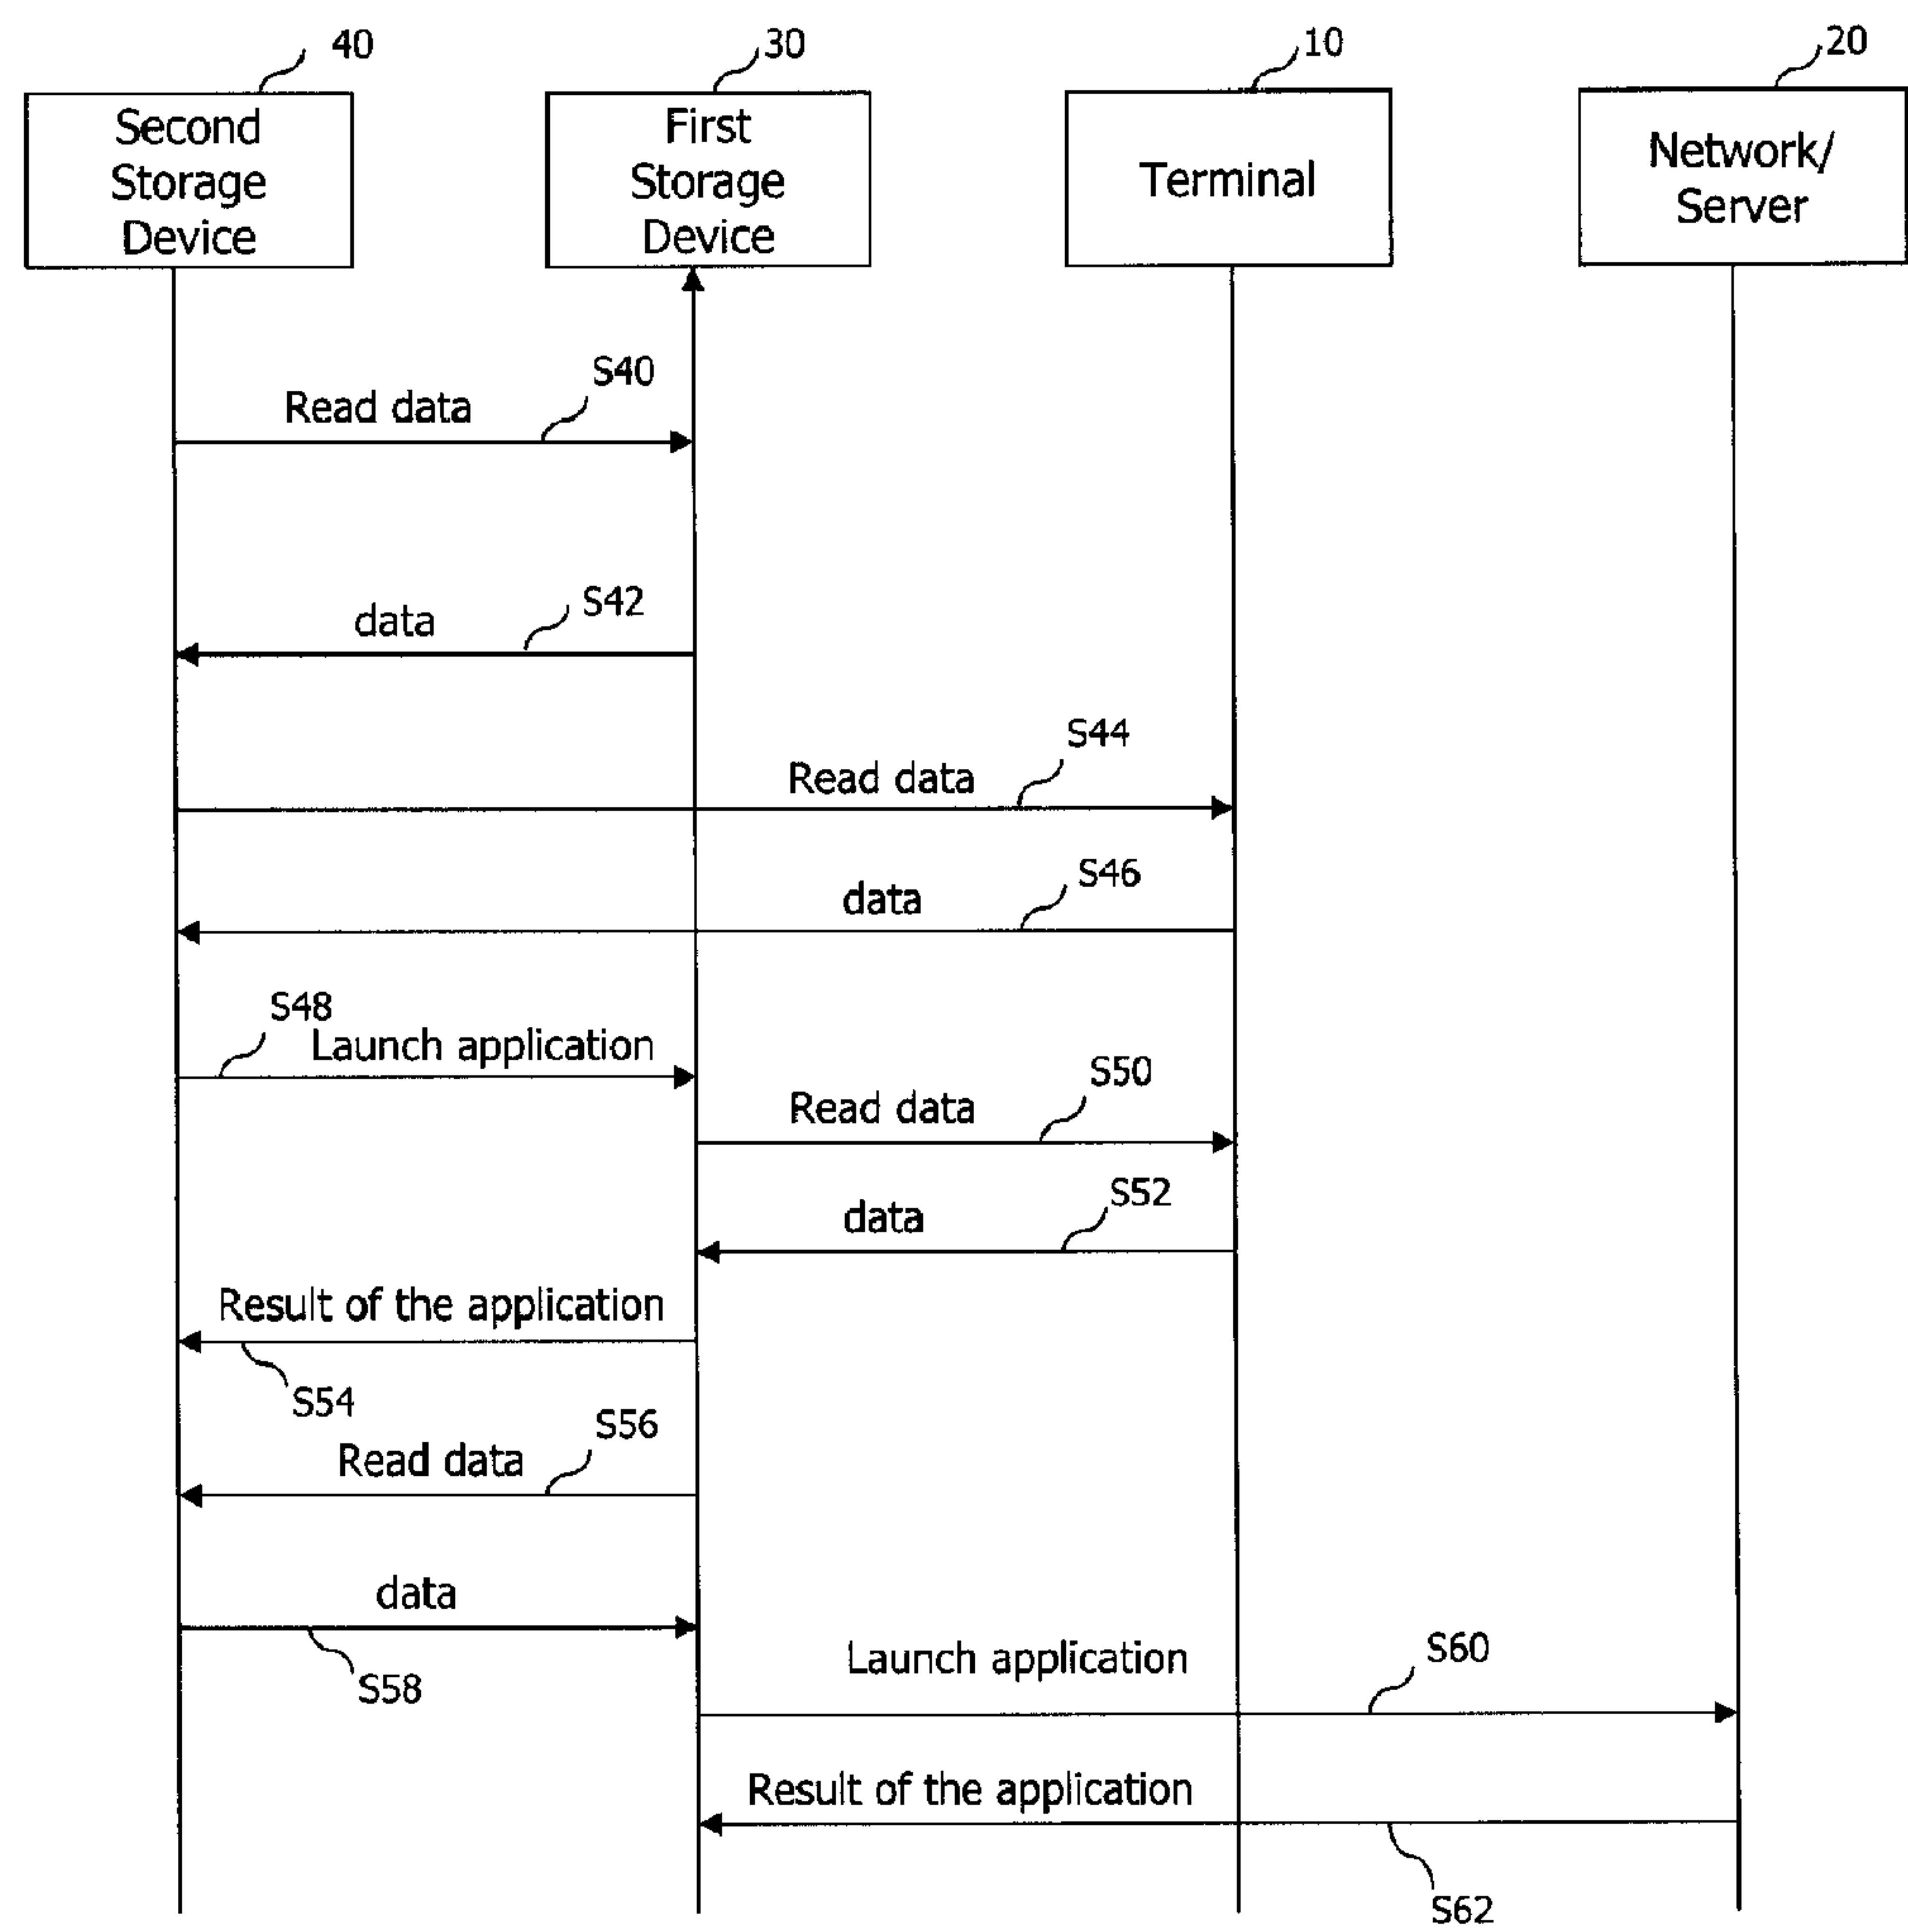 40
30
10
20
Second
Storage
Device
First
Storage
Device
Terminal
Network/
Server
S40
Read data
S42
data
S44
Read data
S46
data
S48
Launch application
S50
Read data
S52
data
Result of the application
S54
S56
Read data
data
S58
S60
Launch application
Result of the application
S62